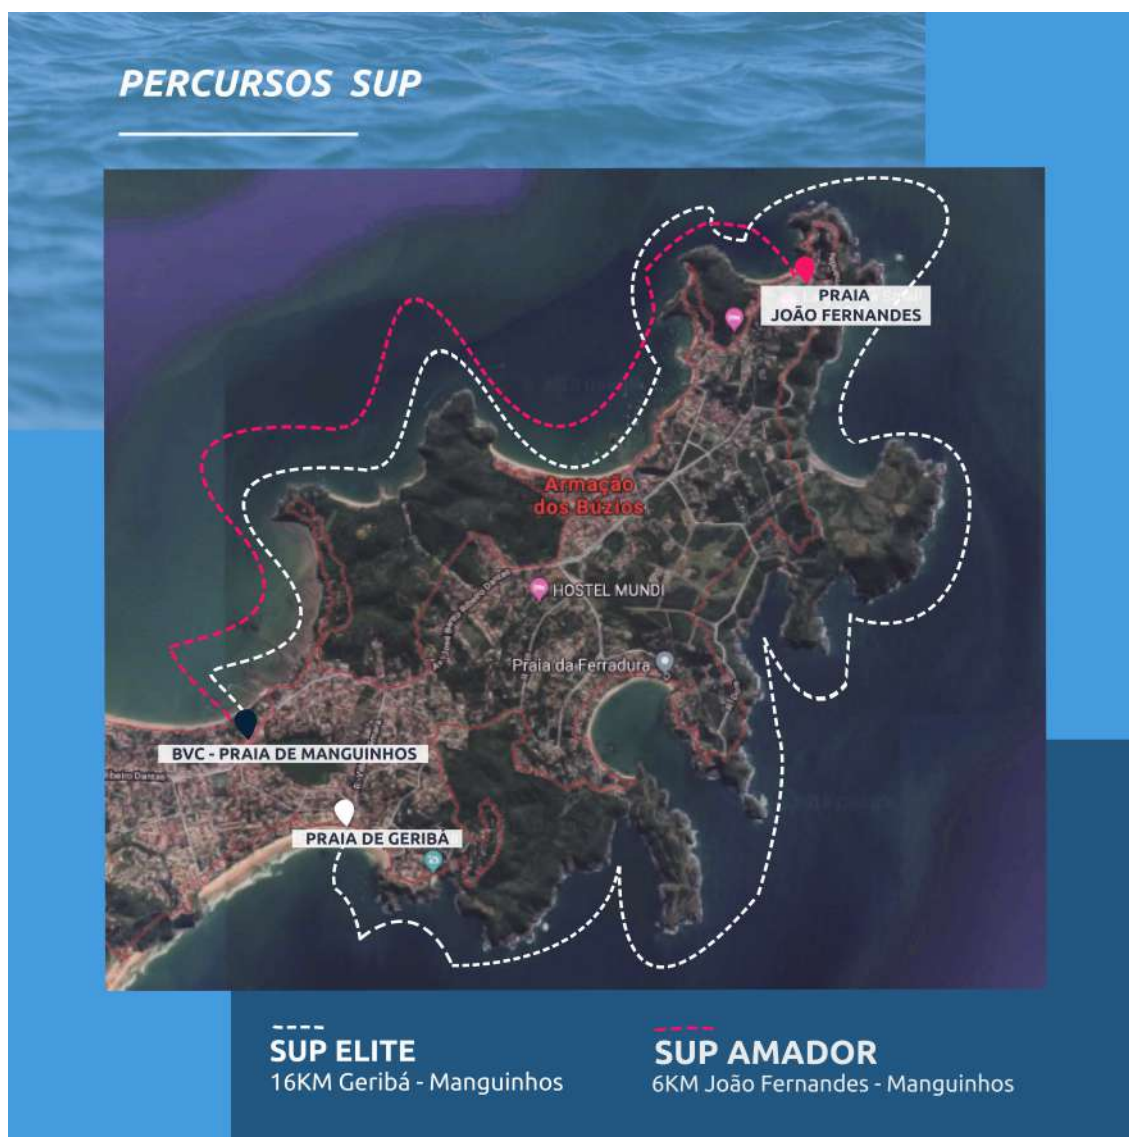 PERCURSOS SUP
PRAIA
JOÃO FERNANDES
Armação
dos Búzios
HOSTEL MUNDI
Praia da Ferradura
BVC - PRAIA DE MANGUINHOS
PRAIA DE GERIBÁ
SUP ELITE
16KM Geribá - Manguinhos
SUP AMADOR
6KM João Fernandes - Manguinhos